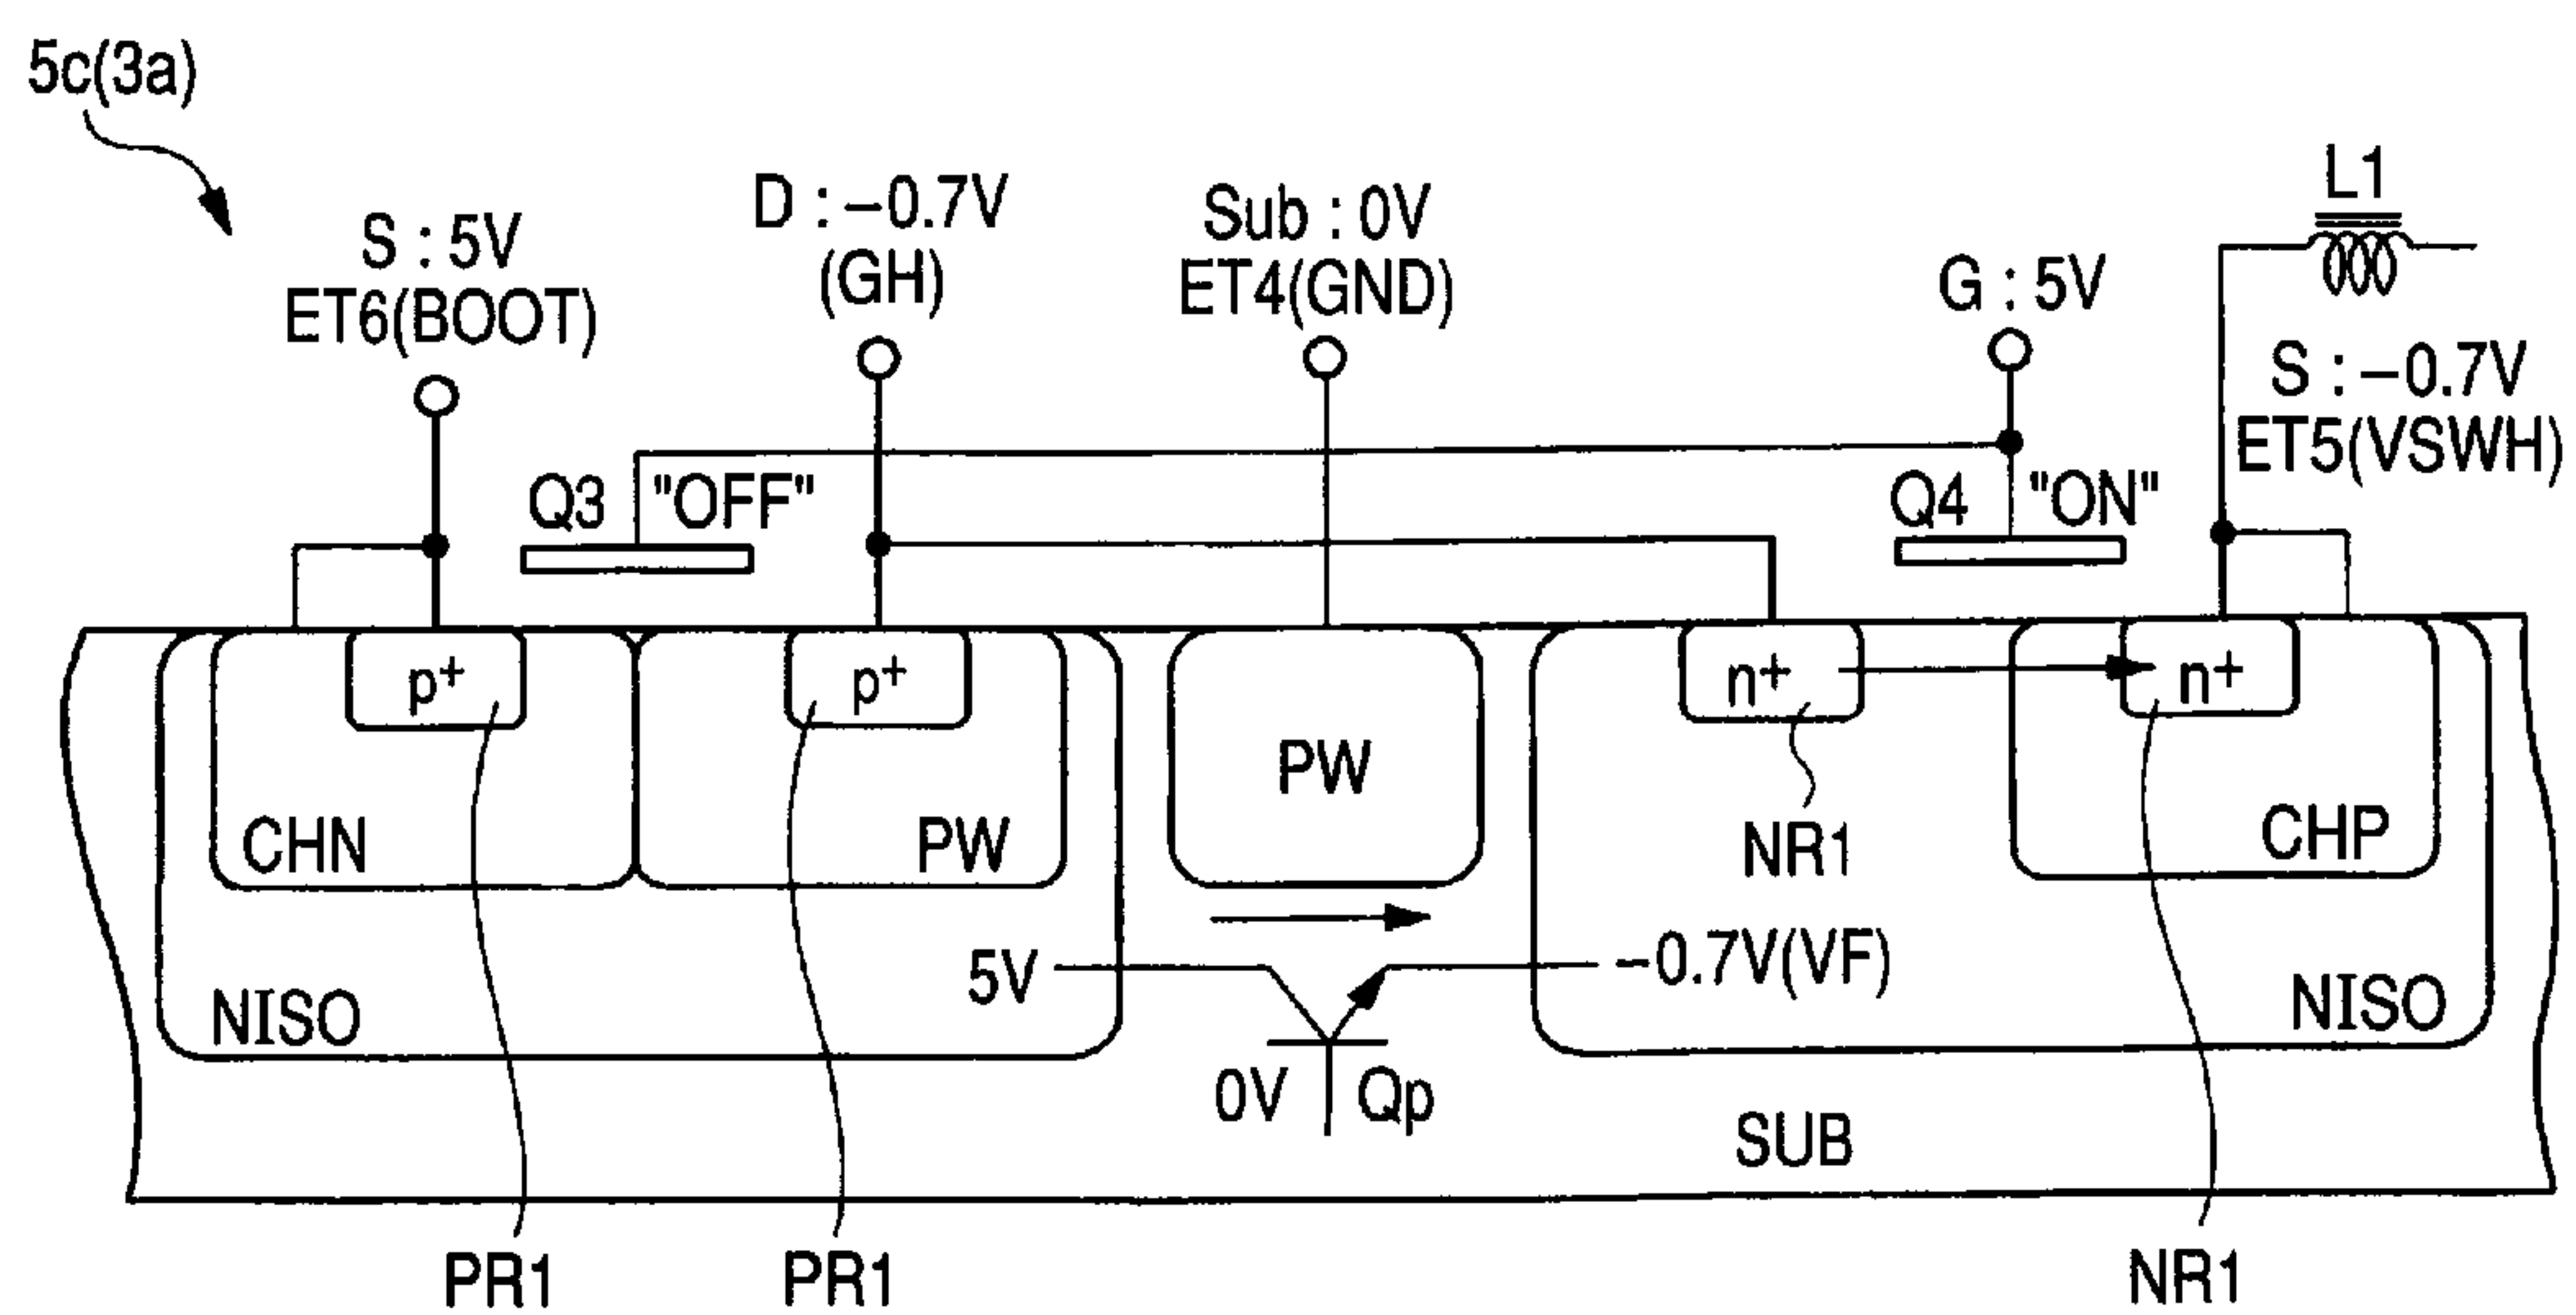 5c(3a)
S : 5V
ET6(BOOT)
D : −0.7V
(GH)
Sub : 0V
ET4(GND)
G : 5V
L1
S : −0.7V
ET5(VSWH)
Q3 "OFF"
Q4 "ON"
p+
p+
n+
n+
CHN
PW
PW
NR1
CHP
NISO
5V
−0.7V(VF)
NISO
0V
Qp
SUB
PR1
PR1
NR1